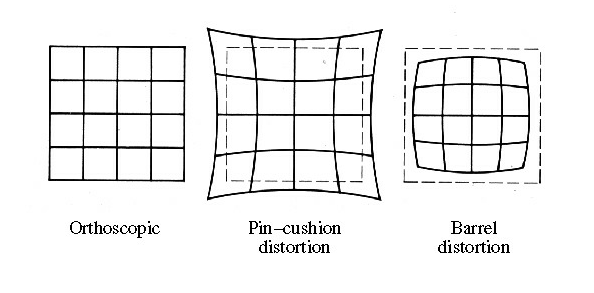 Orthoscopic
Pin-cushion
distortion
Barrel
distortion